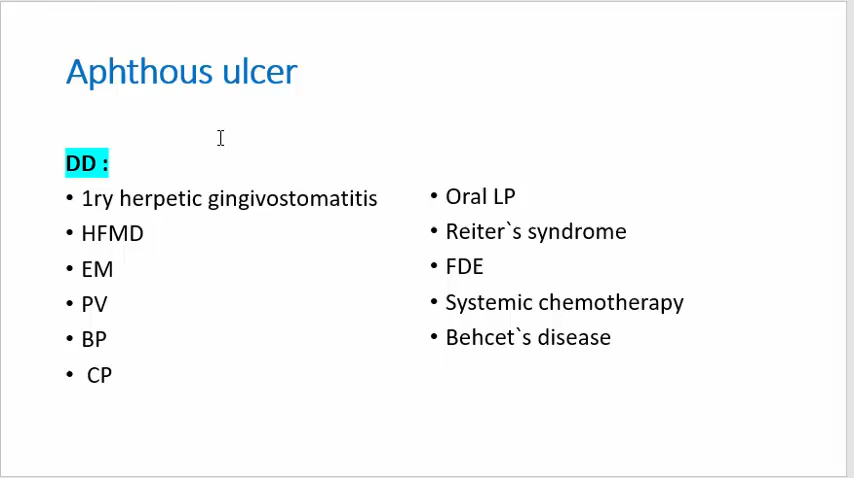 Aphthous ulcer
DD :
• 1ry herpetic gingivostomatitis
• HFMD
• EM
• PV
• BP
• CP
• Oral LP
• Reiter`s syndrome
• FDE
• Systemic chemotherapy
• Behcet`s disease